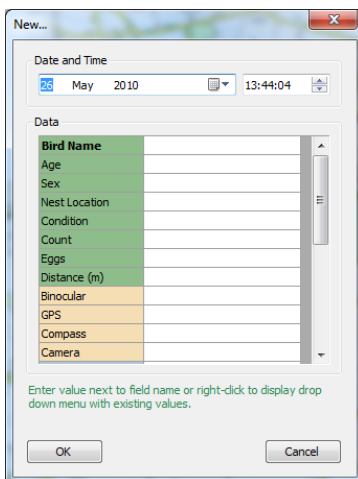 New...
Date and Time
26 May 2010 13:44:04
Data
Bird Name
Age
Sex
Nest Location
Condition
Count
Eggs
Distance (m)
Binocular
GPS
Compass
Camera
Enter value next to field name or right-click to display drop
down menu with existing values.
OK Cancel